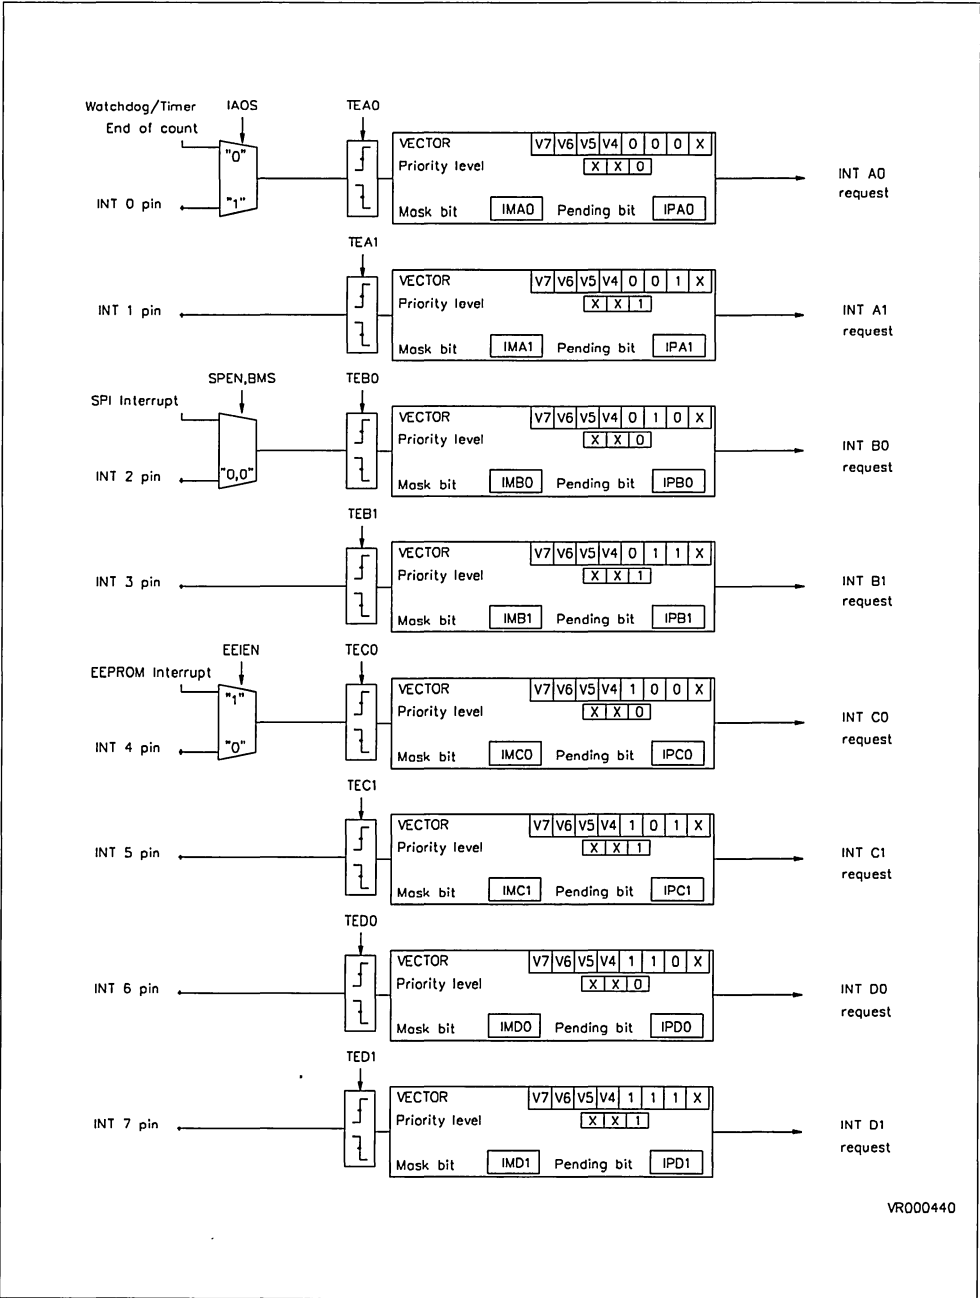 Watchdog/Timer IAOS TEA0
End of count
"0"
"1"
INT 0 pin
VECTOR V7 V6 V5 V4 0 0 0 X
Priority level X X 0
Mask bit IMA0 Pending bit IPA0
INT A0
request
TEA1
INT 1 pin
VECTOR V7 V6 V5 V4 0 0 1 X
Priority level X X 1
Mask bit IMA1 Pending bit IPA1
INT A1
request
SPEN,BMS TEB0
SPI Interrupt
"0,0"
INT 2 pin
VECTOR V7 V6 V5 V4 0 1 0 X
Priority level X X 0
Mask bit IMB0 Pending bit IPB0
INT B0
request
TEB1
INT 3 pin
VECTOR V7 V6 V5 V4 0 1 1 X
Priority level X X 1
Mask bit IMB1 Pending bit IPB1
INT B1
request
EEIEN TEC0
EEPROM Interrupt
"1"
"0"
INT 4 pin
VECTOR V7 V6 V5 V4 1 0 0 X
Priority level X X 0
Mask bit IMC0 Pending bit IPC0
INT C0
request
TEC1
INT 5 pin
VECTOR V7 V6 V5 V4 1 0 1 X
Priority level X X 1
Mask bit IMC1 Pending bit IPC1
INT C1
request
TED0
INT 6 pin
VECTOR V7 V6 V5 V4 1 1 0 X
Priority level X X 0
Mask bit IMD0 Pending bit IPD0
INT D0
request
TED1
INT 7 pin
VECTOR V7 V6 V5 V4 1 1 1 X
Priority level X X 1
Mask bit IMD1 Pending bit IPD1
INT D1
request
VR000440